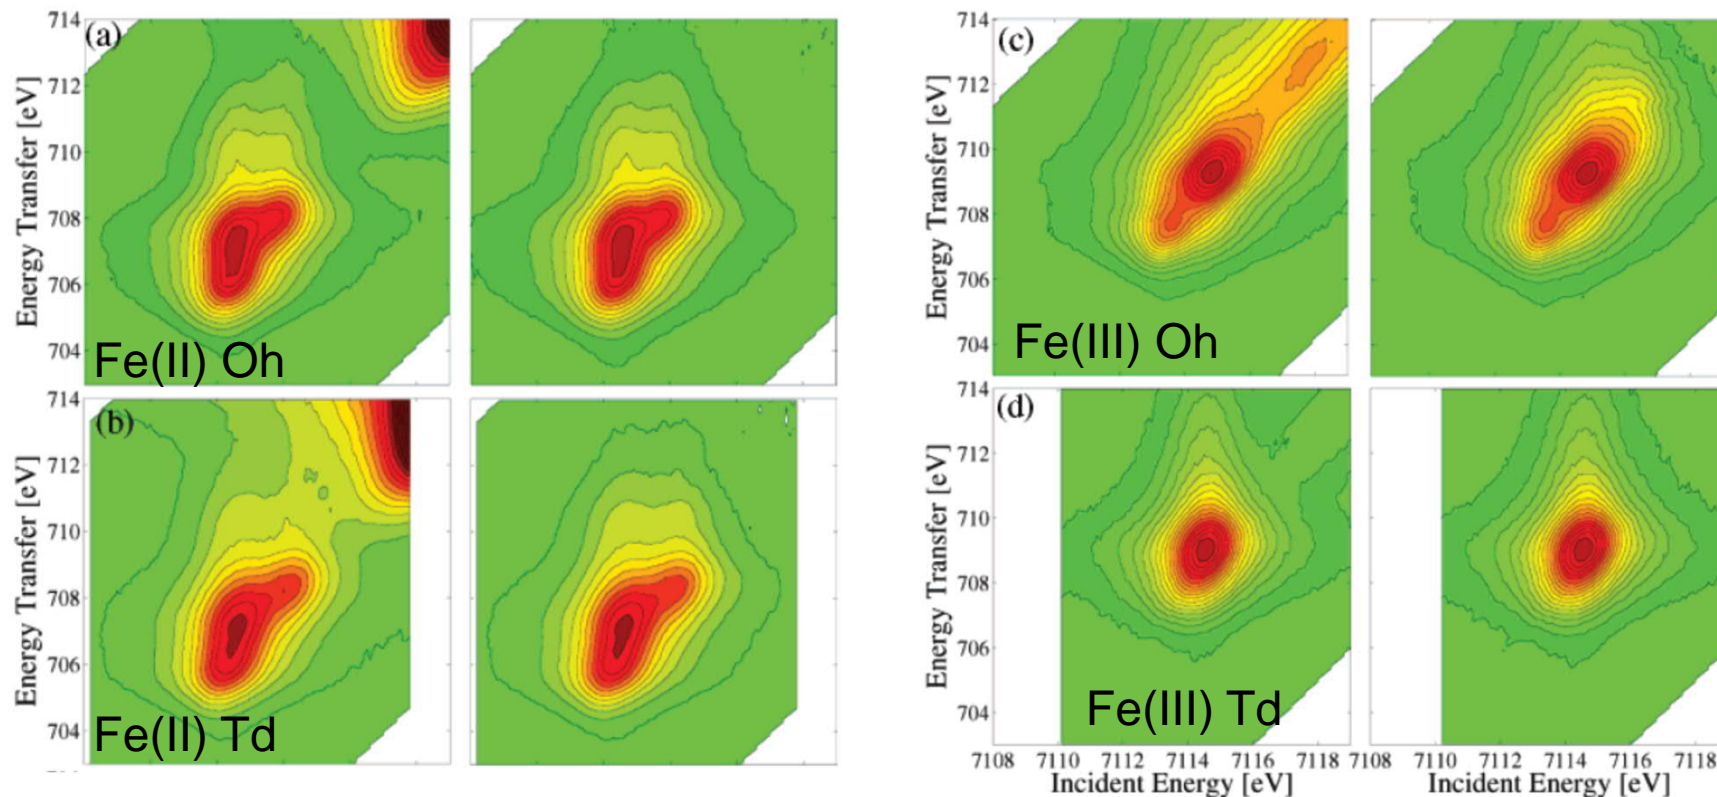 (a)
Energy Transfer [eV]
714
712
710
708
706
704
Fe(II) Oh
(b)
Energy Transfer [eV]
714
712
710
708
706
Fe(II) Td
(c)
Energy Transfer [eV]
714
712
710
708
706
704
Fe(III) Oh
(d)
Energy Transfer [eV]
714
712
710
708
706
704
Fe(III) Td
7108 7110 7112 7114 7116 7118 7108 7110 7112 7114 7116 7118
Incident Energy [eV] Incident Energy [eV]